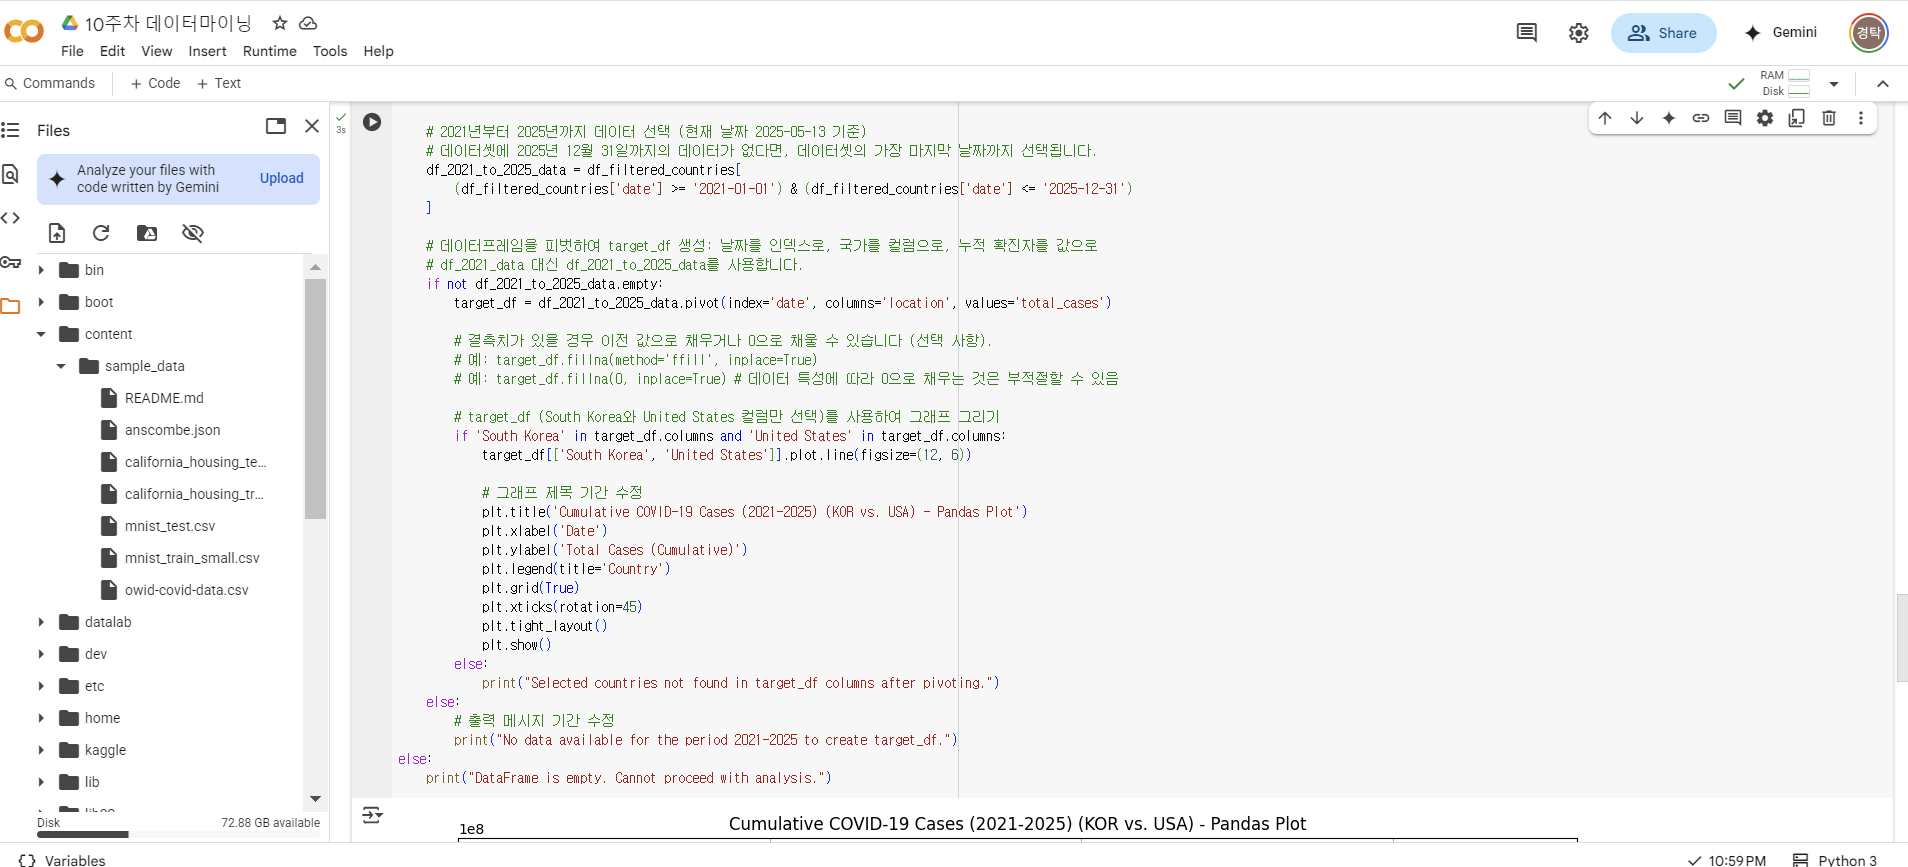 10주차 데이터마이닝
File Edit View Insert Runtime Tools Help
Share
Gemini
경탁
Commands + Code + Text
RAM
Disk
Files
Analyze your files with
code written by Gemini
Upload
bin
boot
content
sample_data
README.md
anscombe.json
california_housing_te...
california_housing_tr...
mnist_test.csv
mnist_train_small.csv
owid-covid-data.csv
datalab
dev
etc
home
kaggle
lib
Disk 72.88 GB available
3s
# 2021년부터 2025년까지 데이터 선택 (현재 날짜 2025-05-13 기준)
# 데이터셋에 2025년 12월 31일까지의 데이터가 없다면, 데이터셋의 가장 마지막 날짜까지 선택됩니다.
df_2021_to_2025_data = df_filtered_countries[
(df_filtered_countries['date'] >= '2021-01-01') & (df_filtered_countries['date'] <= '2025-12-31')
]
# 데이터프레임을 피벗하여 target_df 생성: 날짜를 인덱스로, 국가를 컬럼으로, 누적 확진자를 값으로
# df_2021_data 대신 df_2021_to_2025_data를 사용합니다.
if not df_2021_to_2025_data.empty:
target_df = df_2021_to_2025_data.pivot(index='date', columns='location', values='total_cases')
# 결측치가 있을 경우 이전 값으로 채우거나 0으로 채울 수 있습니다 (선택 사항).
# 예: target_df.fillna(method='ffill', inplace=True)
# 예: target_df.fillna(0, inplace=True) # 데이터 특성에 따라 0으로 채우는 것은 부적절할 수 있음
# target_df (South Korea와 United States 컬럼만 선택)를 사용하여 그래프 그리기
if 'South Korea' in target_df.columns and 'United States' in target_df.columns:
target_df[['South Korea', 'United States']].plot.line(figsize=(12, 6))
# 그래프 제목 기간 수정
plt.title('Cumulative COVID-19 Cases (2021-2025) (KOR vs. USA) - Pandas Plot')
plt.xlabel('Date')
plt.ylabel('Total Cases (Cumulative)')
plt.legend(title='Country')
plt.grid(True)
plt.xticks(rotation=45)
plt.tight_layout()
plt.show()
else:
print("Selected countries not found in target_df columns after pivoting.")
else:
# 출력 메시지 기간 수정
print("No data available for the period 2021-2025 to create target_df.")
else:
print("DataFrame is empty. Cannot proceed with analysis.")
Cumulative COVID-19 Cases (2021-2025) (KOR vs. USA) - Pandas Plot
1e8
{} Variables
10:59 PM Python 3